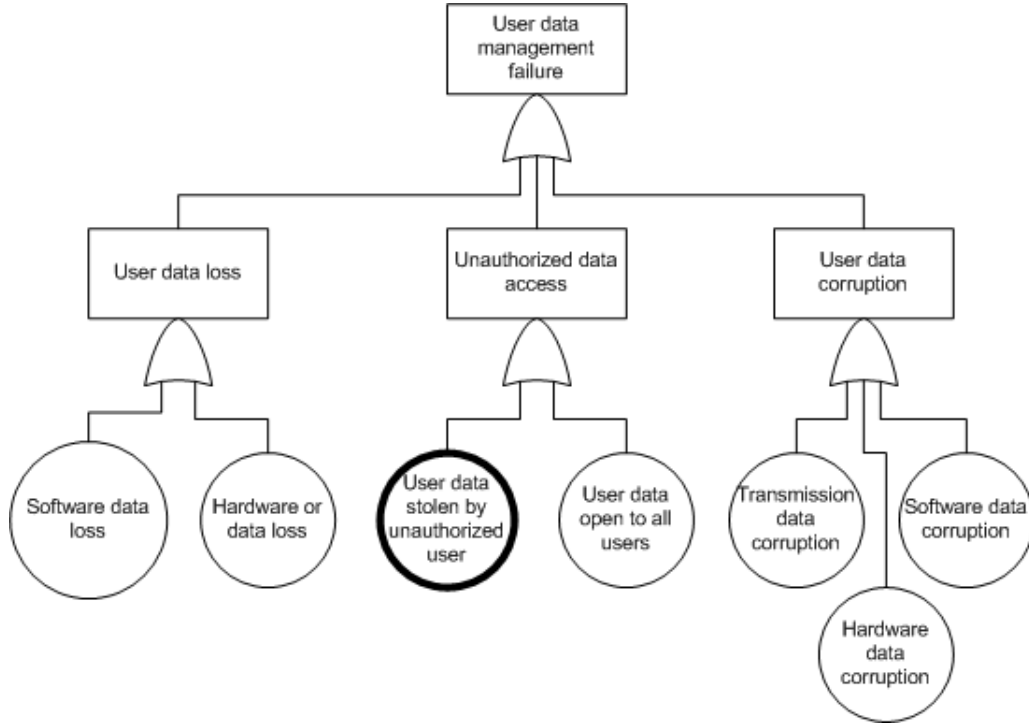 User data
management
failure
User data loss
Unauthorized data
access
User data
corruption
Software data
loss
Hardware or
data loss
User data
stolen by
unauthorized
user
User data
open to all
users
Transmission
data
corruption
Software data
corruption
Hardware
data
corruption